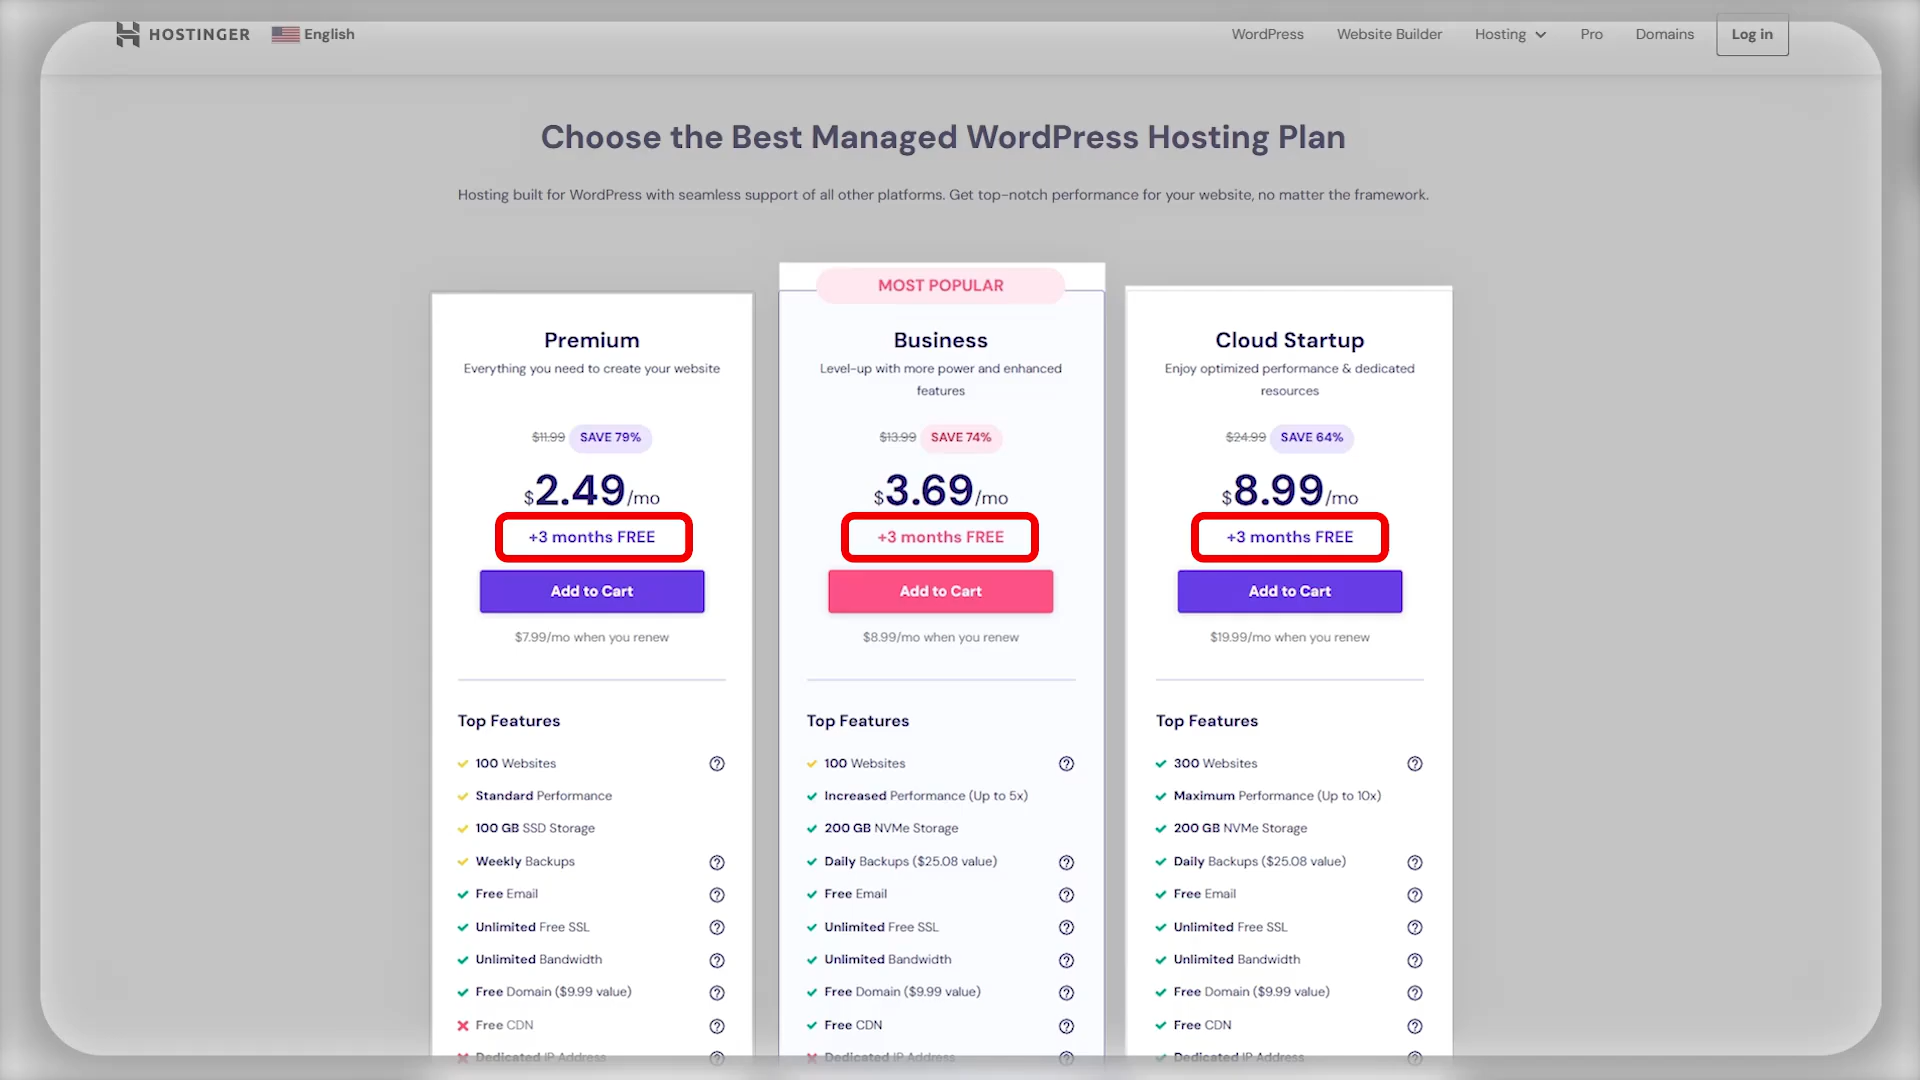 HOSTINGER English WordPress Website Builder Hosting Pro Domains Log in
Choose the Best Managed WordPress Hosting Plan
Hosting built for WordPress with seamless support of all other platforms. Get top-notch performance for your website, no matter the framework.
Premium
Everything you need to create your website
$11.99 SAVE 79%
$2.49/mo
+3 months FREE
Add to Cart
$7.99/mo when you renew
Top Features
100 Websites
Standard Performance
100 GB SSD Storage
Weekly Backups
Free Email
Unlimited Free SSL
Unlimited Bandwidth
Free Domain ($9.99 value)
Free CDN
Dedicated IP Address
MOST POPULAR
Business
Level-up with more power and enhanced
features
$13.99 SAVE 74%
$3.69/mo
+3 months FREE
Add to Cart
$8.99/mo when you renew
Top Features
100 Websites
Increased Performance (Up to 5x)
200 GB NVMe Storage
Daily Backups ($25.08 value)
Free Email
Unlimited Free SSL
Unlimited Bandwidth
Free Domain ($9.99 value)
Free CDN
Dedicated IP Address
Cloud Startup
Enjoy optimized performance & dedicated
resources
$24.99 SAVE 64%
$8.99/mo
+3 months FREE
Add to Cart
$19.99/mo when you renew
Top Features
300 Websites
Maximum Performance (Up to 10x)
200 GB NVMe Storage
Daily Backups ($25.08 value)
Free Email
Unlimited Free SSL
Unlimited Bandwidth
Free Domain ($9.99 value)
Free CDN
Dedicated IP Address